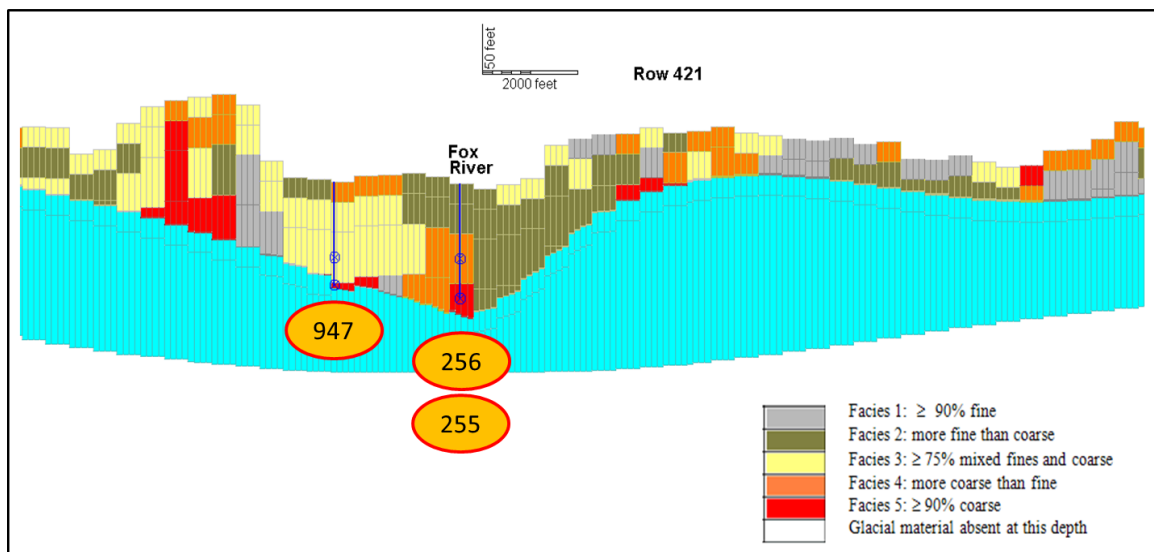 50 feet
2000 feet
Row 421
Fox
River
947
256
255
Facies 1: ≥ 90% fine
Facies 2: more fine than coarse
Facies 3: ≥75% mixed fines and coarse
Facies 4: more coarse than fine
Facies 5: ≥90% coarse
Glacial material absent at this depth